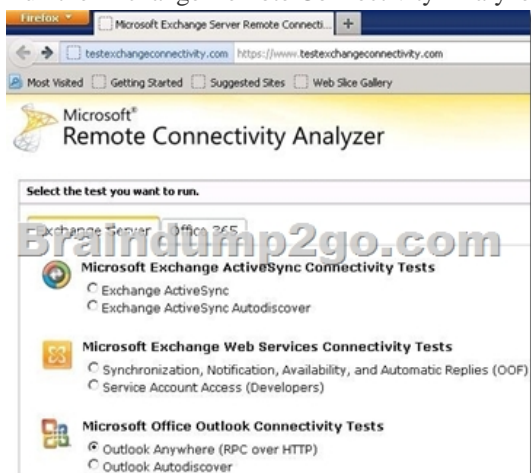 Firefox
Microsoft Exchange Server Remote Connecti... +
testexchangeconnectivity.com https://www.testexchangeconnectivity.com
Most Visited Getting Started Suggested Sites Web Slice Gallery
Microsoft®
Remote Connectivity Analyzer
Select the test you want to run.
Exchange Server Office 365
Braindump2go.com
Microsoft Exchange ActiveSync Connectivity Tests
Exchange ActiveSync
Exchange ActiveSync Autodiscover
Microsoft Exchange Web Services Connectivity Tests
Synchronization, Notification, Availability, and Automatic Replies (OOF)
Service Account Access (Developers)
Microsoft Office Outlook Connectivity Tests
Outlook Anywhere (RPC over HTTP)
Outlook Autodiscover